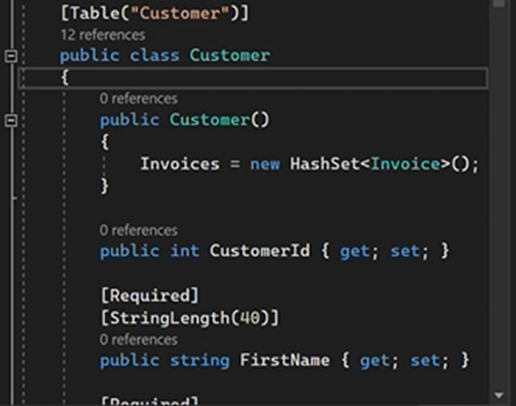 [Table("Customer")]
12 references
public class Customer
{
0 references
public Customer()
{
Invoices = new HashSet<Invoice>();
}
0 references
public int CustomerId { get; set; }
[Required]
[StringLength(40)]
0 references
public string FirstName { get; set; }
[Required]